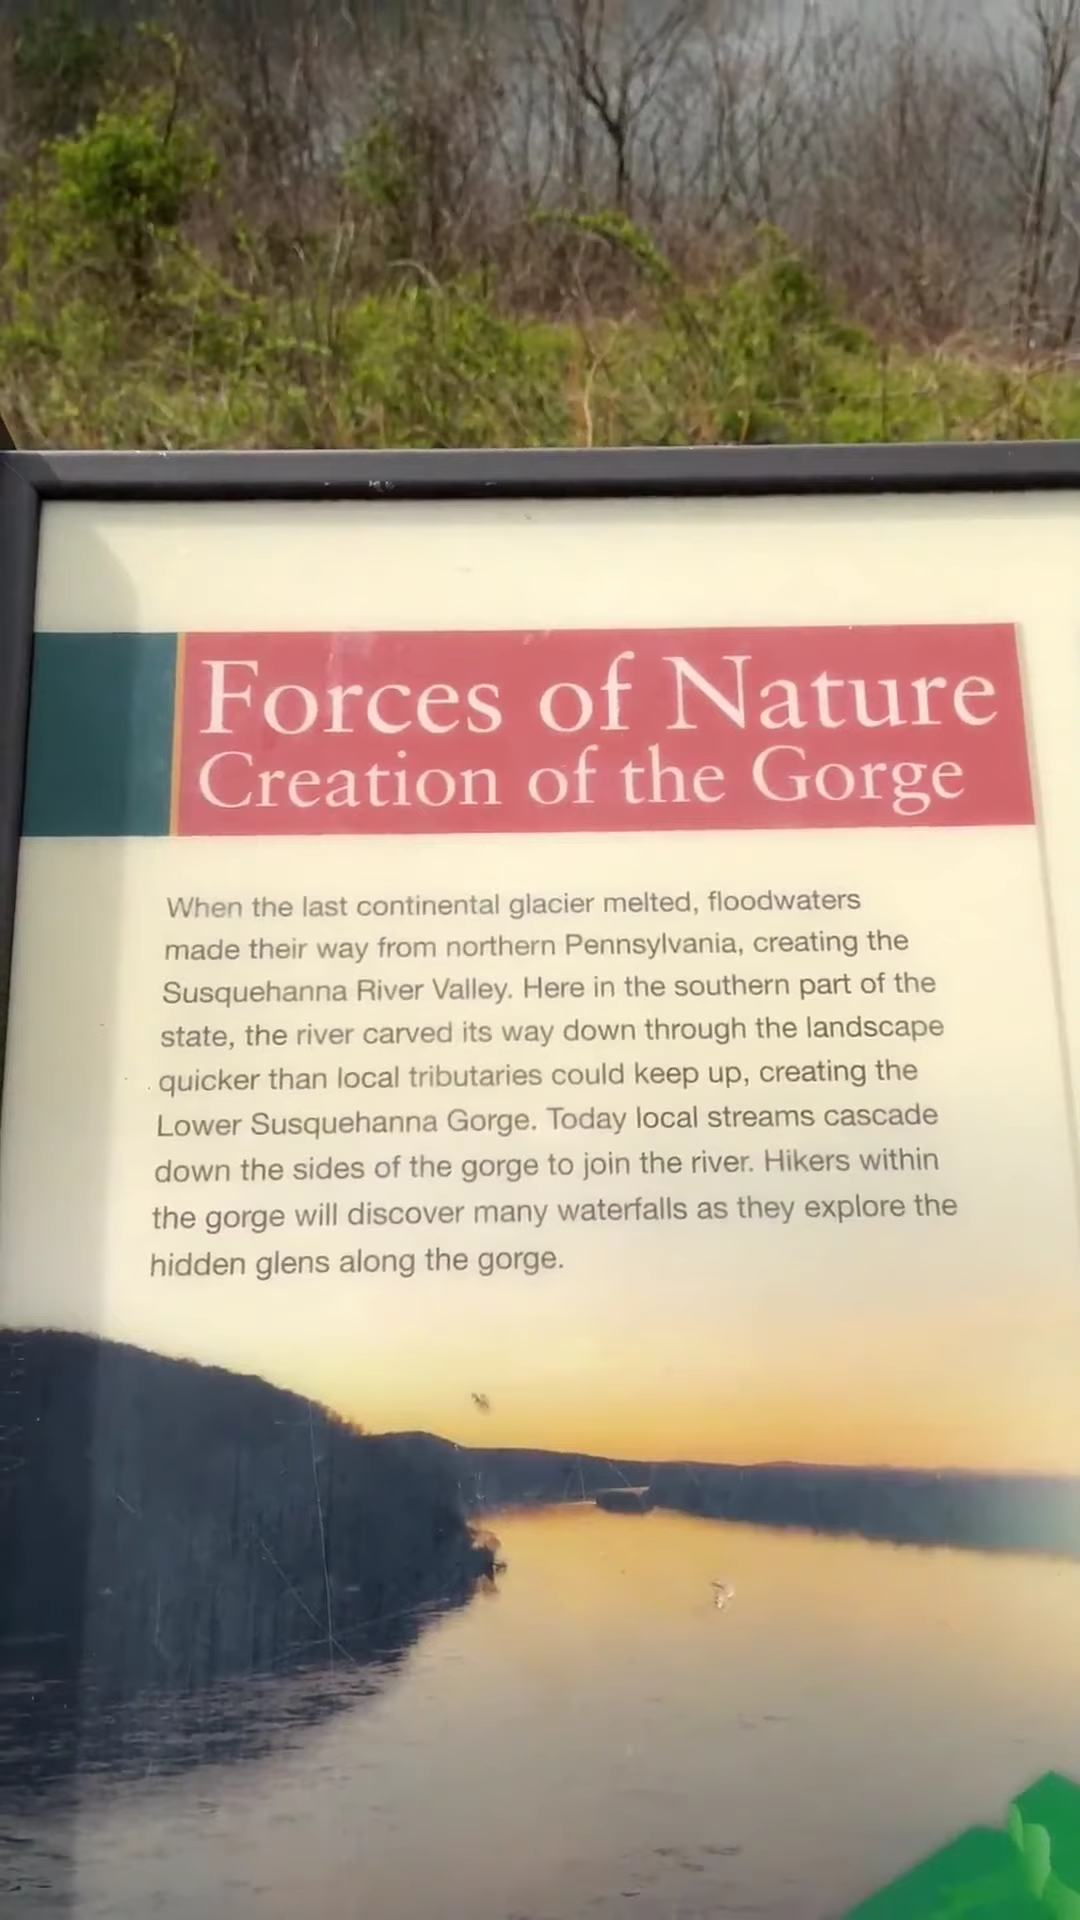 Forces of Nature
Creation of the Gorge
When the last continental glacier melted, floodwaters
made their way from northern Pennsylvania, creating the
Susquehanna River Valley. Here in the southern part of the
state, the river carved its way down through the landscape
quicker than local tributaries could keep up, creating the
Lower Susquehanna Gorge. Today local streams cascade
down the sides of the gorge to join the river. Hikers within
the gorge will discover many waterfalls as they explore the
hidden glens along the gorge.